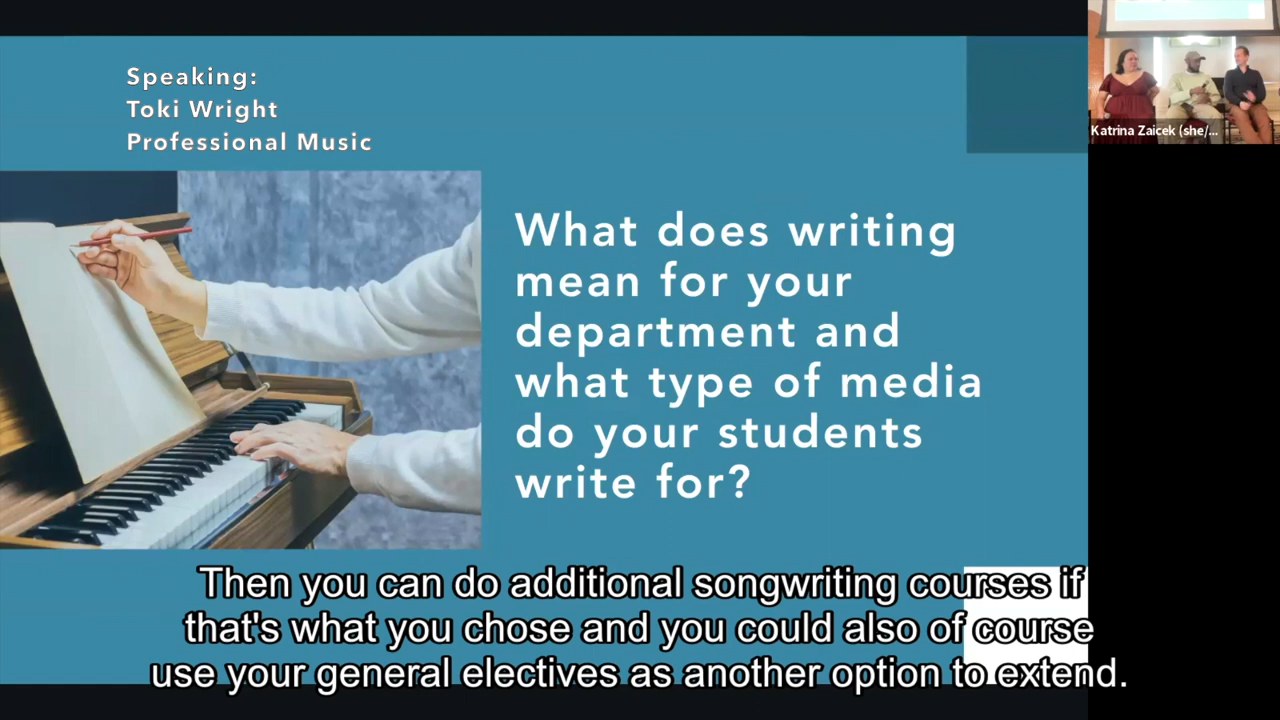 Speaking:
Toki Wright
Professional Music
Katrina Zaicek (she/...
What does writing
mean for your
department and
what type of media
do your students
write for?
Then you can do additional songwriting courses if
that's what you chose and you could also of course
use your general electives as another option to extend.